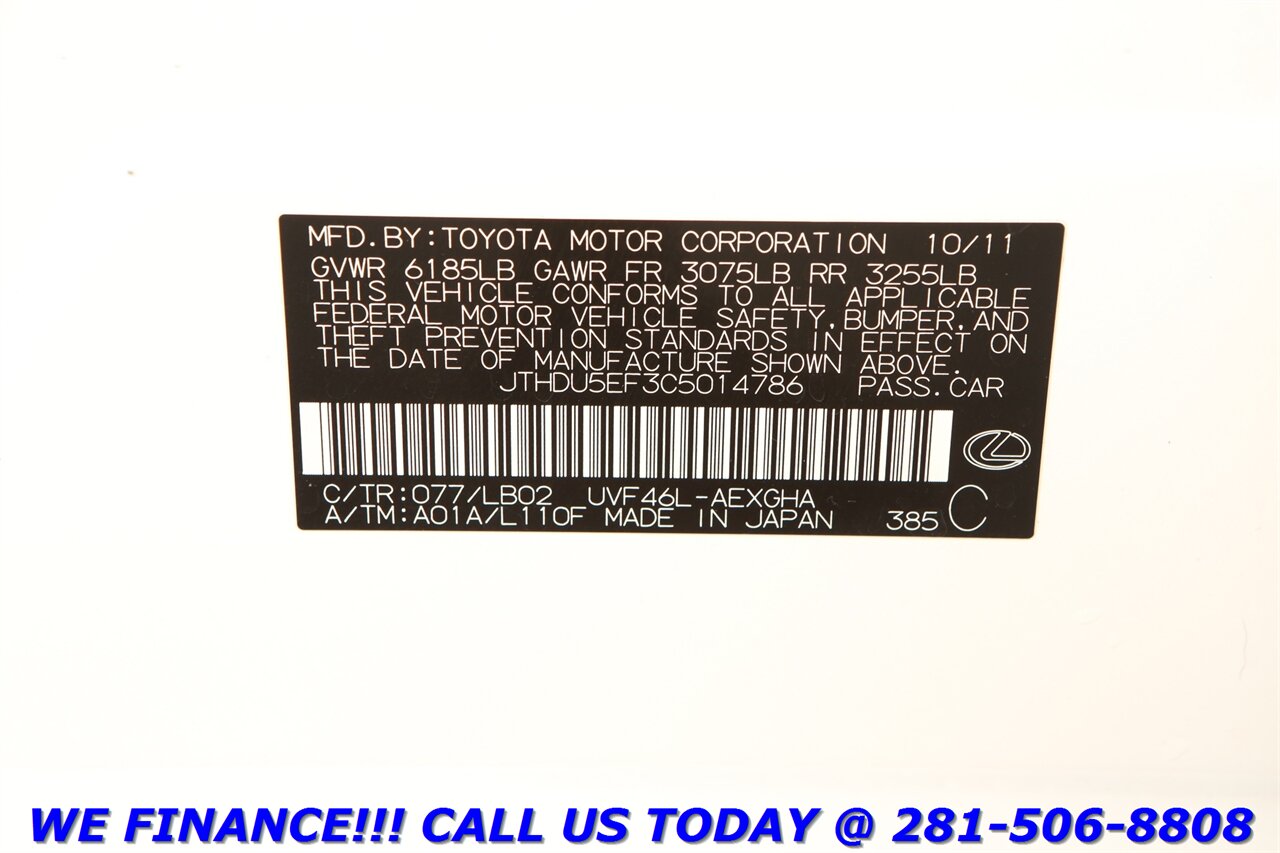 MFD.BY:TOYOTA MOTOR CORPORATION 10/11
GVWR 6185LB GAWR FR 3075LB RR 3255LB
THIS VEHICLE CONFORMS TO ALL APPLICABLE
FEDERAL MOTOR VEHICLE SAFETY,BUMPER,AND
THEFT PREVENTION STANDARDS IN EFFECT ON
THE DATE OF MANUFACTURE SHOWN ABOVE.
JTHDU5EF3C5014786 PASS.CAR
C/TR:077/LB02 UVF46L-AEXGHA
A/TM:A01A/L110F MADE IN JAPAN 385 C
WE FINANCE!!! CALL US TODAY @ 281-506-8808